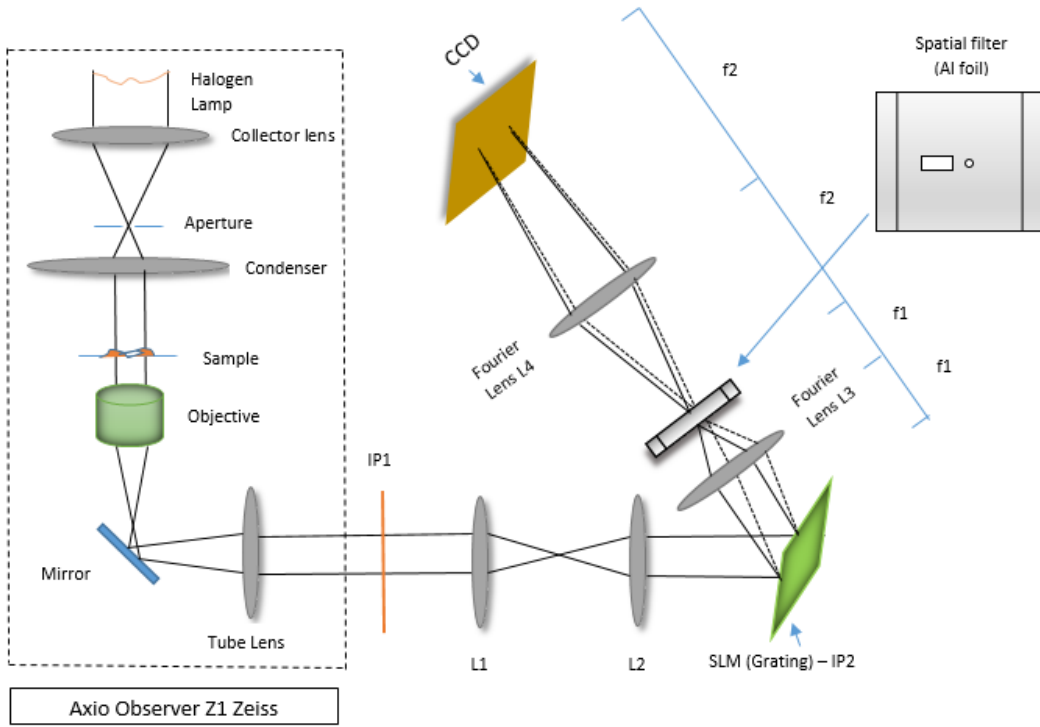 Halogen
Lamp
Collector lens
Aperture
Condenser
Sample
Objective
Mirror
Tube Lens
Axio Observer Z1 Zeiss
IP1
L1
L2
SLM (Grating) – IP2
CCD
Fourier
Lens L4
Fourier
Lens L3
f2
f2
f1
f1
Spatial filter
(Al foil)